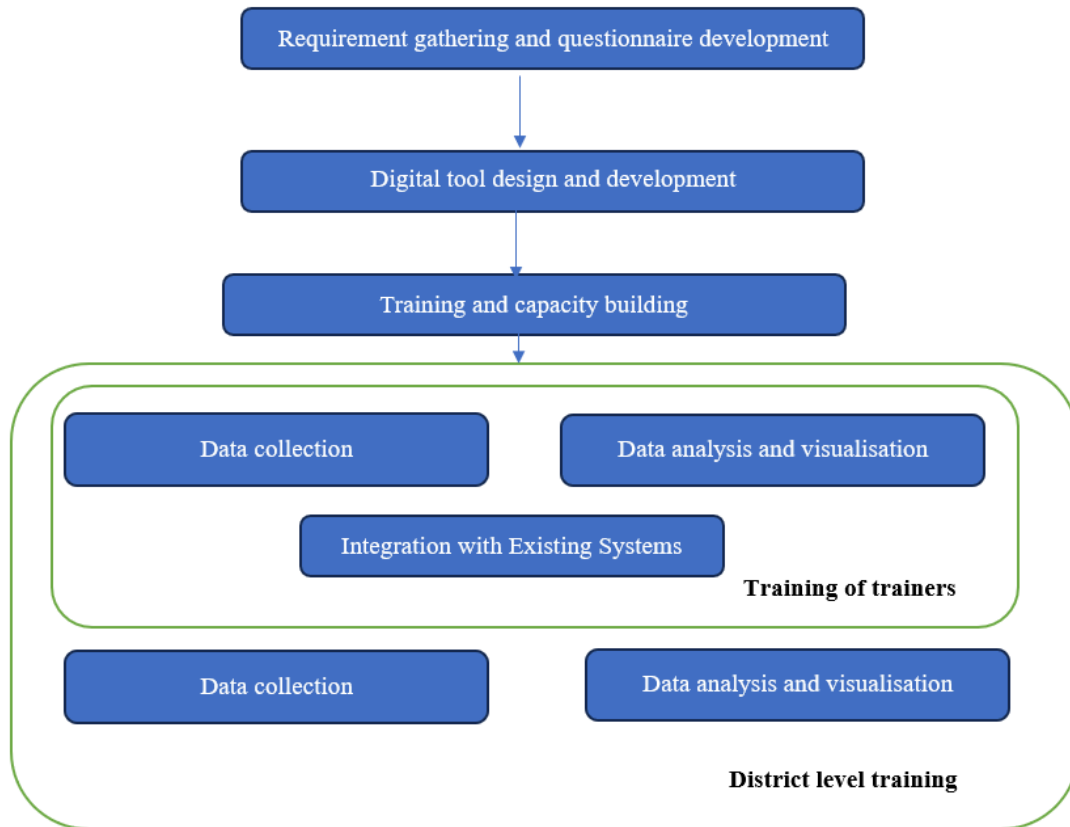 Requirement gathering and questionnaire development
Digital tool design and development
Training and capacity building
Data collection
Data analysis and visualisation
Integration with Existing Systems
Training of trainers
Data collection
Data analysis and visualisation
District level training